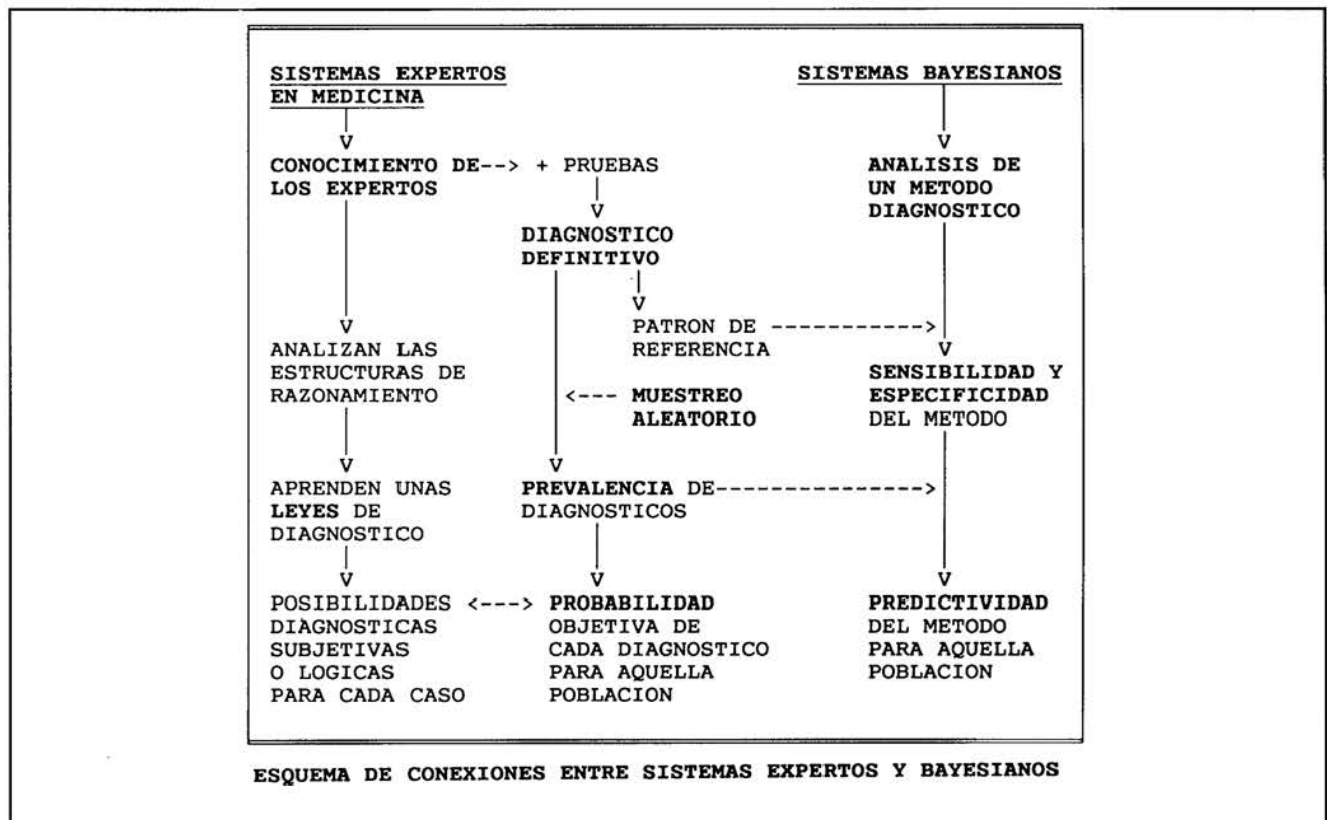 SISTEMAS EXPERTOS
EN MEDICINA
SISTEMAS BAYESIANOS
CONOCIMIENTO DE--> + PRUEBAS
LOS EXPERTOS
ANALISIS DE
UN METODO
DIAGNOSTICO
DIAGNOSTICO
DEFINITIVO
PATRON DE ----------->
REFERENCIA
ANALIZAN LAS
ESTRUCTURAS DE
RAZONAMIENTO
<--- MUESTREO
ALEATORIO
SENSIBILIDAD Y
ESPECIFICIDAD
DEL METODO
APRENDEN UNAS
LEYES DE
DIAGNOSTICO
PREVALENCIA DE--------------->
DIAGNOSTICOS
POSIBILIDADES <---> PROBABILIDAD
DIAGNOSTICAS
SUBJETIVAS
O LOGICAS
PARA CADA CASO
OBJETIVA DE
CADA DIAGNOSTICO
PARA AQUELLA
POBLACION
PREDICTIVIDAD
DEL METODO
PARA AQUELLA
POBLACION
ESQUEMA DE CONEXIONES ENTRE SISTEMAS EXPERTOS Y BAYESIANOS